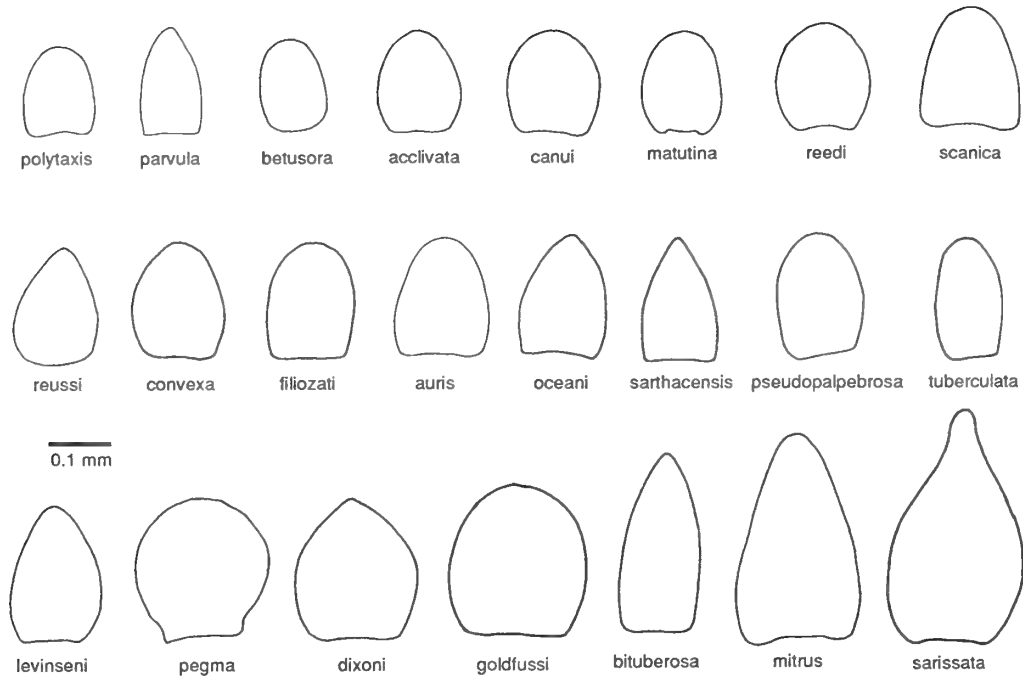 polytaxis parvula betusora acclivata canui matutina reedi scanica
reussi convexa filiozati auris oceani sarthacensis pseudopalpebrosa tuberculata
0.1 mm
levinseni pegma dixoni goldfussi bituberosa mitrus sarissata